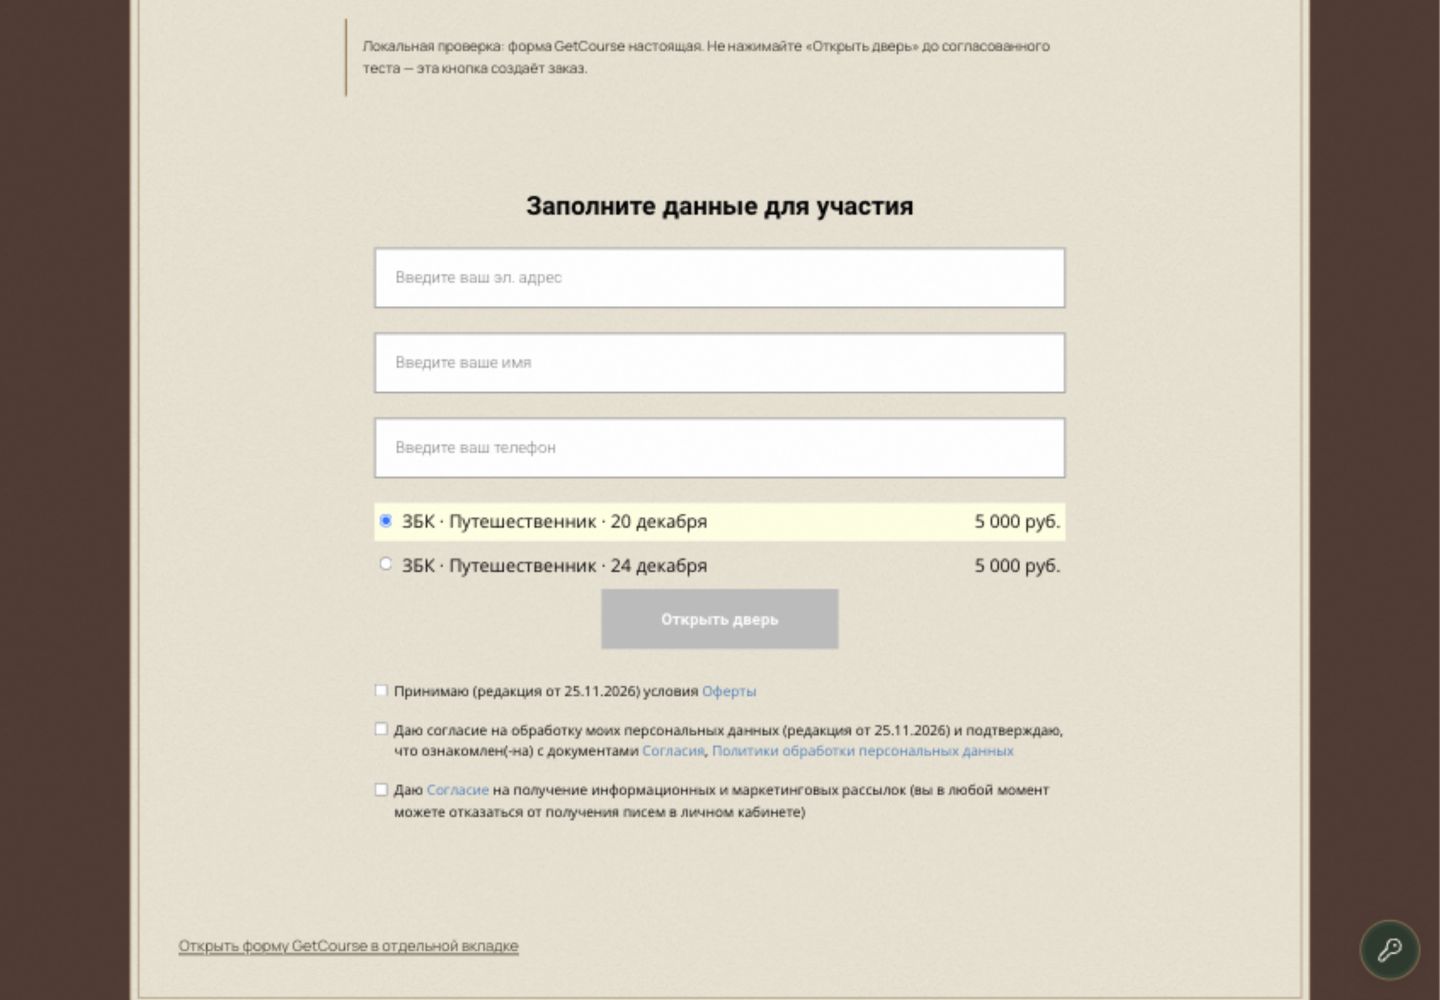 Локальная проверка: форма GetCourse настоящая. Не нажимайте «Открыть дверь» до согласованного
теста — эта кнопка создаёт заказ.
Заполните данные для участия
Введите ваш эл. адрес
Введите ваше имя
Введите ваш телефон
ЗБК · Путешественник · 20 декабря 5 000 руб.
ЗБК · Путешественник · 24 декабря 5 000 руб.
Открыть дверь
Принимаю (редакция от 25.11.2026) условия Оферты
Даю согласие на обработку моих персональных данных (редакция от 25.11.2026) и подтверждаю,
что ознакомлен(-на) с документами Согласия, Политики обработки персональных данных
Даю Согласие на получение информационных и маркетинговых рассылок (вы в любой момент
можете отказаться от получения писем в личном кабинете)
Открыть форму GetCourse в отдельной вкладке